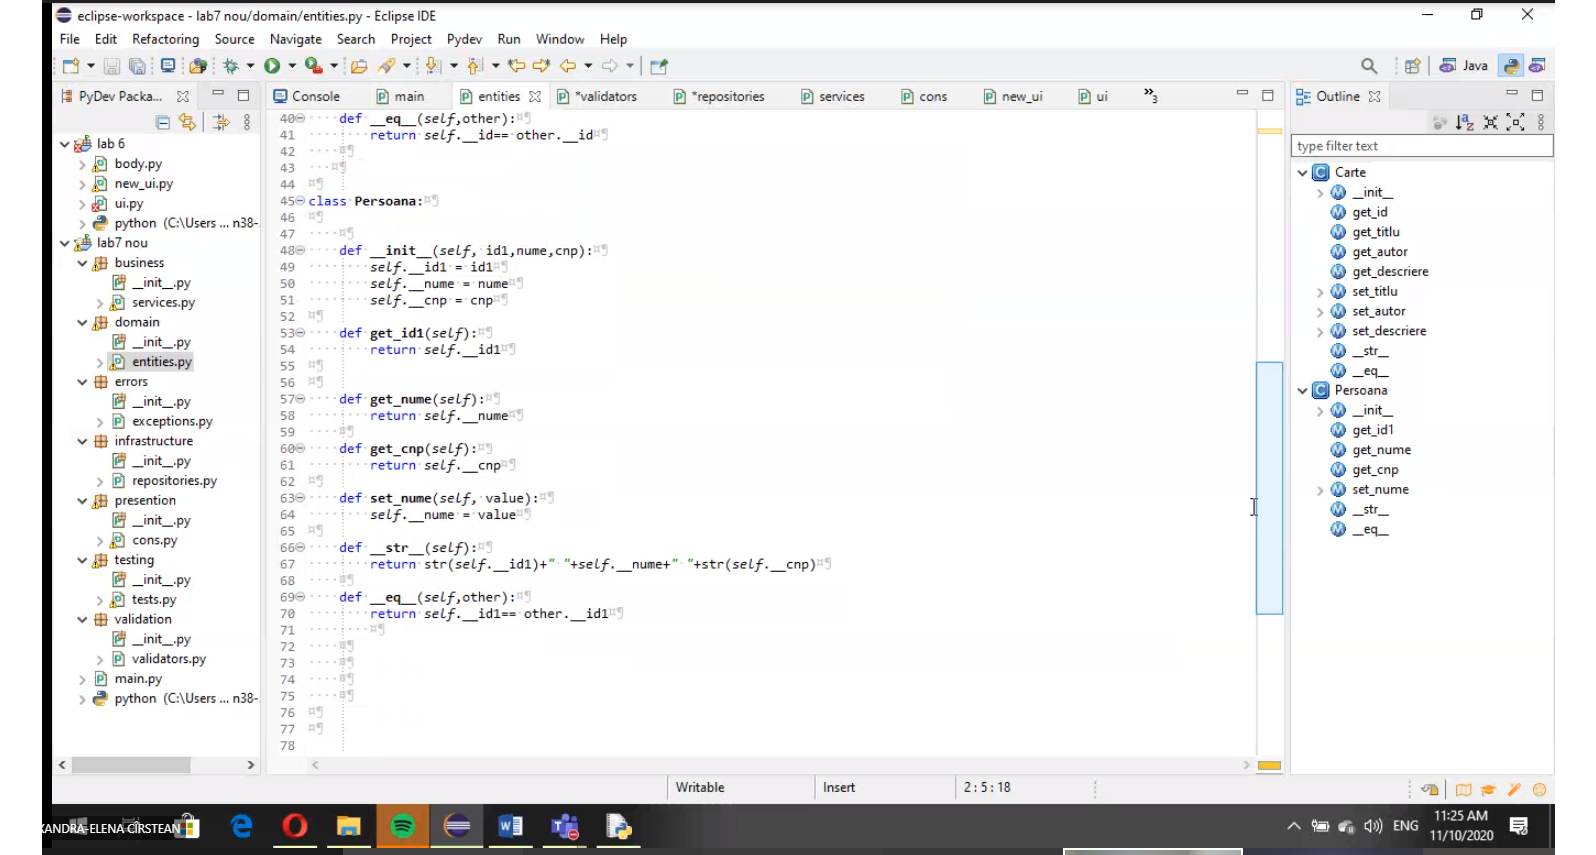 eclipse-workspace - lab7 nou/domain/entities.py - Eclipse IDE
File Edit Refactoring Source Navigate Search Project Pydev Run Window Help
Java
PyDev Packa...
Console main entities *validators *repositories services cons new_ui ui »3
Outline
type filter text
lab 6
body.py
new_ui.py
ui.py
python (C:\Users ... n38-
lab7 nou
business
__init__.py
services.py
domain
__init__.py
entities.py
errors
__init__.py
exceptions.py
infrastructure
__init__.py
repositories.py
presention
__init__.py
cons.py
testing
__init__.py
tests.py
validation
__init__.py
validators.py
main.py
python (C:\Users ... n38-
40 def __eq__(self,other):
41 return self.__id== other.__id
42
43
44
45 class Persoana:
46
47
48 def __init__(self, id1,nume,cnp):
49 self.__id1 = id1
50 self.__nume = nume
51 self.__cnp = cnp
52
53 def get_id1(self):
54 return self.__id1
55
56
57 def get_nume(self):
58 return self.__nume
59
60 def get_cnp(self):
61 return self.__cnp
62
63 def set_nume(self, value):
64 self.__nume = value
65
66 def __str__(self):
67 return str(self.__id1)+" "+self.__nume+" "+str(self.__cnp)
68
69 def __eq__(self,other):
70 return self.__id1== other.__id1
71
72
73
74
75
76
77
78
Carte
__init__
get_id
get_titlu
get_autor
get_descriere
set_titlu
set_autor
set_descriere
__str__
__eq__
Persoana
__init__
get_id1
get_nume
get_cnp
set_nume
__str__
__eq__
Writable Insert 2:5:18
XANDRA-ELENA CÎRSTEAN
ENG
11:25 AM
11/10/2020